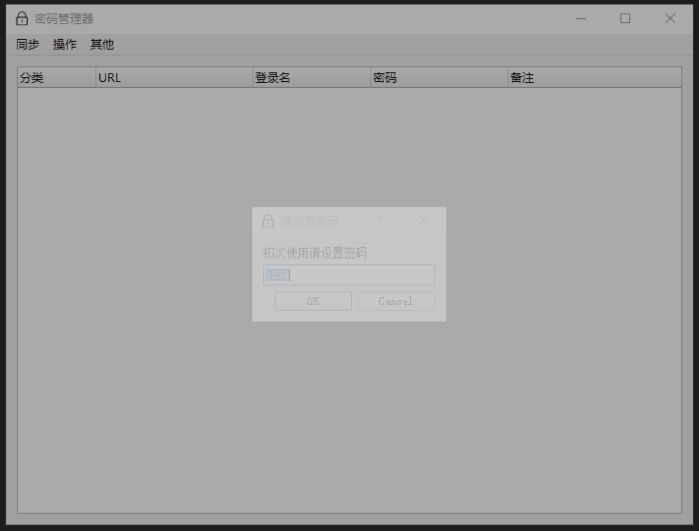 密码管理器
同步 操作 其他
分类 URL 登录名 密码 备注
请设置密码 ?
初次使用请设置密码
1234
OK Cancel